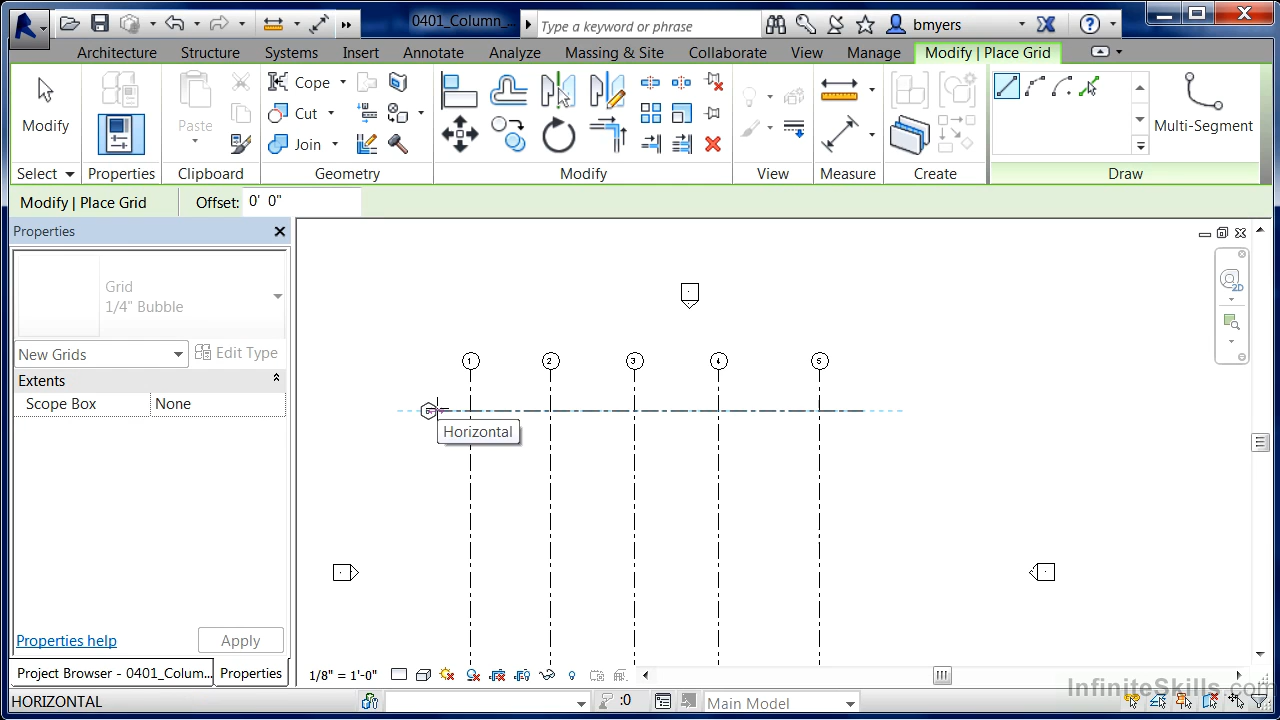 0401_Column_...
Type a keyword or phrase
bmyers
Architecture
Structure
Systems
Insert
Annotate
Analyze
Massing & Site
Collaborate
View
Manage
Modify | Place Grid
Modify
Paste
Cope
Cut
Join
Multi-Segment
Select
Properties
Clipboard
Geometry
Modify
View
Measure
Create
Draw
Modify | Place Grid
Offset: 0' 0"
Properties
Grid
1/4" Bubble
New Grids
Edit Type
Extents
Scope Box
None
2D
1
2
3
4
5
Horizontal
Properties help
Apply
Project Browser - 0401_Colum...
Properties
1/8" = 1'-0"
HORIZONTAL
:0
Main Model
InfiniteSkills.com